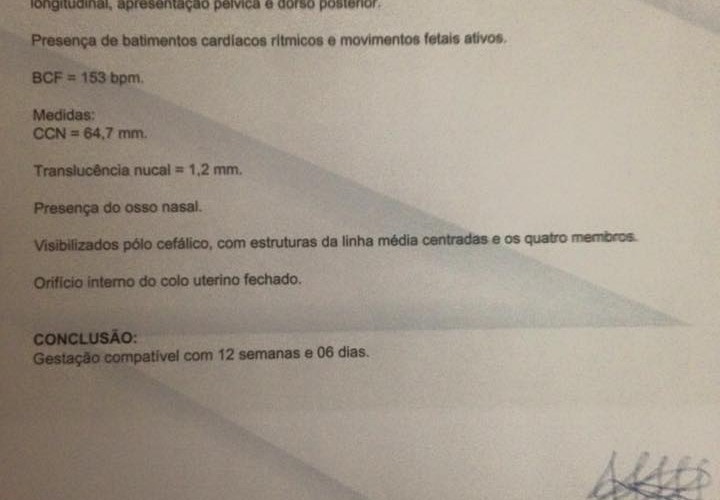 longitudinal, apresentação pélvica e dorso posterior.
Presença de batimentos cardíacos rítmicos e movimentos fetais ativos.
BCF = 153 bpm.
Medidas:
CCN = 64,7 mm.
Translucência nucal = 1,2 mm.
Presença do osso nasal.
Visibilizados pólo cefálico, com estruturas da linha média centradas e os quatro membros.
Orifício interno do colo uterino fechado.
CONCLUSÃO:
Gestação compatível com 12 semanas e 06 dias.